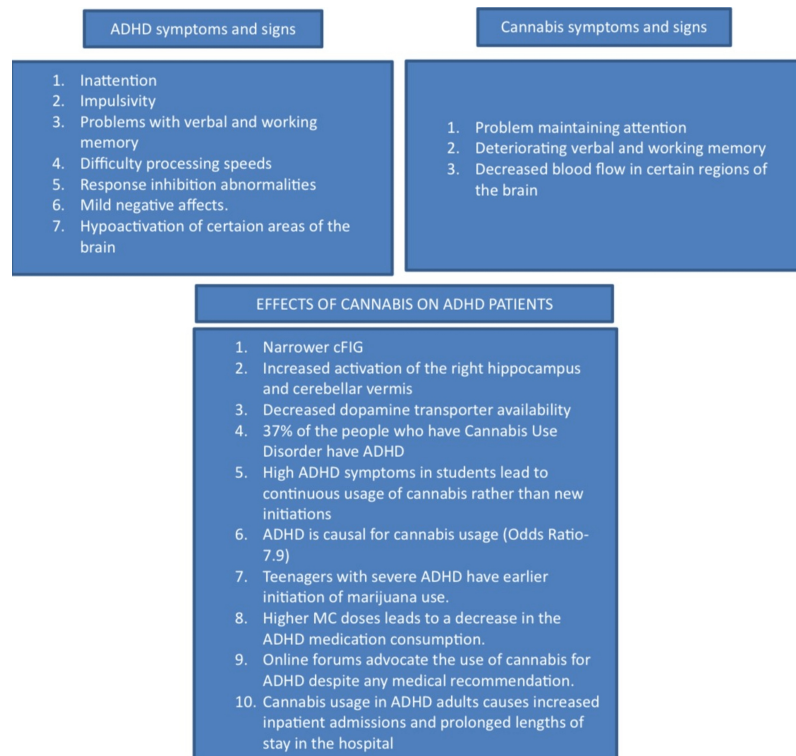 ADHD symptoms and signs
1. Inattention
2. Impulsivity
3. Problems with verbal and working
memory
4. Difficulty processing speeds
5. Response inhibition abnormalities
6. Mild negative affects.
7. Hypoactivation of certaion areas of the
brain
Cannabis symptoms and signs
1. Problem maintaining attention
2. Deteriorating verbal and working memory
3. Decreased blood flow in certain regions of
the brain
EFFECTS OF CANNABIS ON ADHD PATIENTS
1. Narrower cFIG
2. Increased activation of the right hippocampus
and cerebellar vermis
3. Decreased dopamine transporter availability
4. 37% of the people who have Cannabis Use
Disorder have ADHD
5. High ADHD symptoms in students lead to
continuous usage of cannabis rather than new
initiations
6. ADHD is causal for cannabis usage (Odds Ratio-
7.9)
7. Teenagers with severe ADHD have earlier
initiation of marijuana use.
8. Higher MC doses leads to a decrease in the
ADHD medication consumption.
9. Online forums advocate the use of cannabis for
ADHD despite any medical recommendation.
10. Cannabis usage in ADHD adults causes increased
inpatient admissions and prolonged lengths of
stay in the hospital